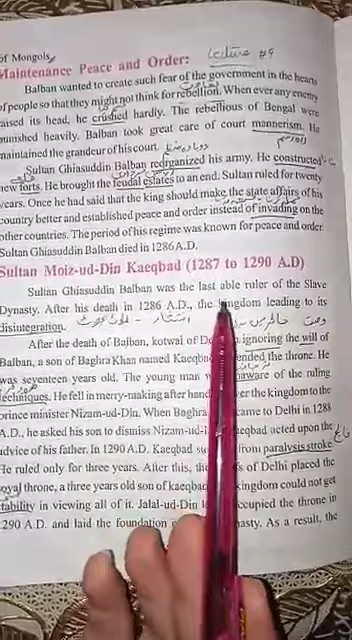 of Mongols,
Maintenance Peace and Order: Lecture #9
Balban wanted to create such fear of the government in the hearts
of people so that they might not think for rebellion. When ever any enemy
raised its head, he crushed hardly. The rebellious of Bengal were
punished heavily. Balban took great care of court mannerism. He
maintained the grandeur of his court.
Sultan Ghiasuddin Balban redrganized his army. He constructed
new forts. He brought the feudal estates to an end. Sultan ruled for twenty
years. Once he had said that the king should make the state affairs of his
country better and established peace and order instead of invading on the
other countries. The period of his regime was known for peace and order.
Sultan Ghiasuddin Balban died in 1286 A.D.
Sultan Moiz-ud-Din Kaeqbad (1287 to 1290 A.D)
Sultan Ghiasuddin Balban was the last able ruler of the Slave
Dynasty. After his death in 1286 A.D., the kingdom leading to its
disintegration.
After the death of Balban, kotwal of ignoring the will of
Balban, a son of Baghra Khan named Kaeqbad the throne. He
was seventeen years old. The young man unaware of the ruling
techniques. He fell in merry-making after the kingdom to the
prince minister Nizam-ud-Din. When Baghra came to Delhi in 1288
A.D., he asked his son to dismiss Nizam-ud- Kaeqbad acted upon the
advice of his father. In 1290 A.D. Kaeqbad from paralysis stroke
He ruled only for three years. After this, the of Delhi placed the
royal throne, a three years old son of kaeqbad kingdom could not get
stability in viewing all of it. Jalal-ud-Din occupied the throne in
1290 A.D. and laid the foundation As a result, the